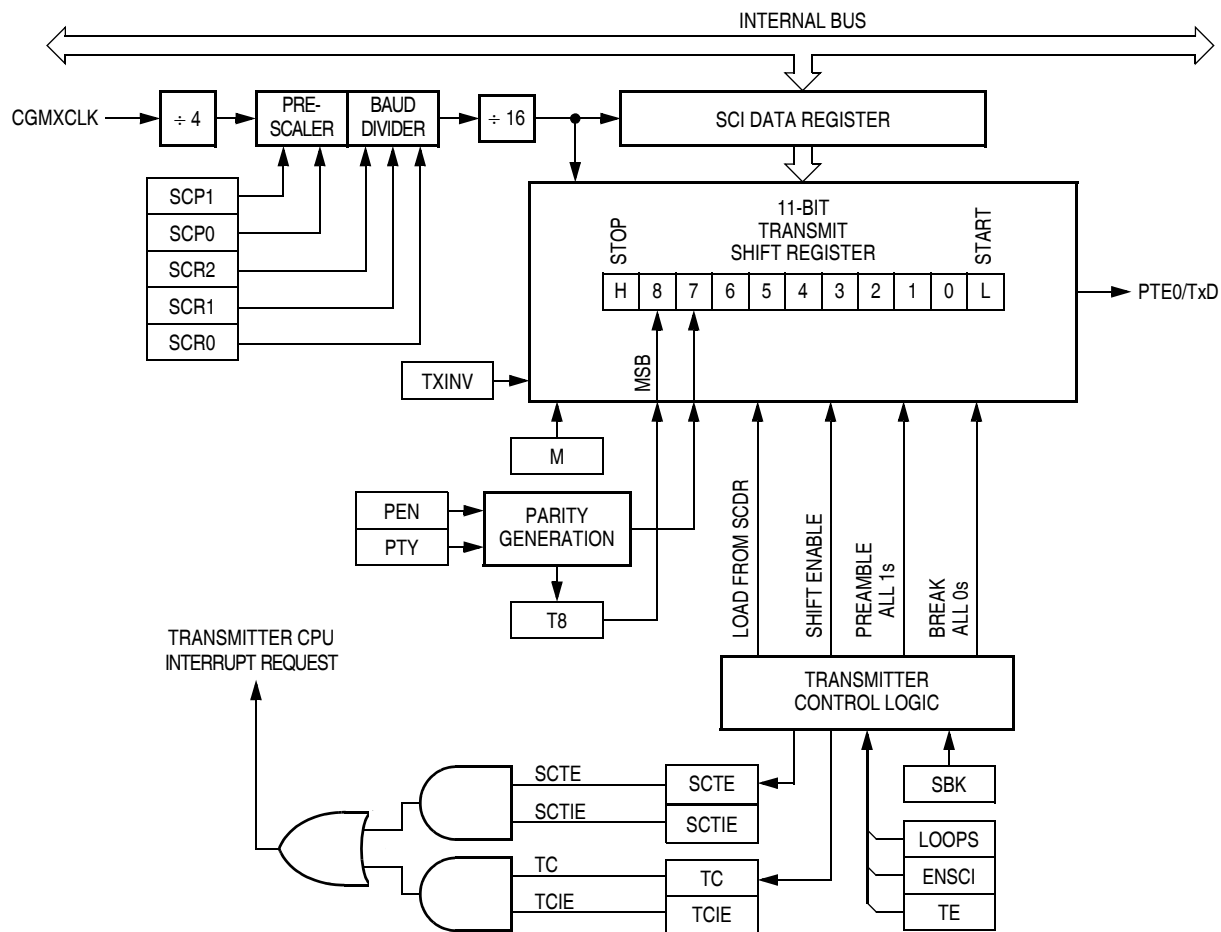 INTERNAL BUS
CGMXCLK
÷ 4
PRE-
SCALER
BAUD
DIVIDER
÷ 16
SCI DATA REGISTER
SCP1
SCP0
SCR2
SCR1
SCR0
11-BIT
TRANSMIT
SHIFT REGISTER
STOP
START
H 8 7 6 5 4 3 2 1 0 L
PTE0/TxD
MSB
TXINV
M
PEN
PTY
PARITY
GENERATION
T8
LOAD FROM SCDR
SHIFT ENABLE
PREAMBLE
ALL 1s
BREAK
ALL 0s
TRANSMITTER CPU
INTERRUPT REQUEST
TRANSMITTER
CONTROL LOGIC
SCTE
SCTIE
SCTE
SCTIE
TC
TCIE
TC
TCIE
SBK
LOOPS
ENSCI
TE